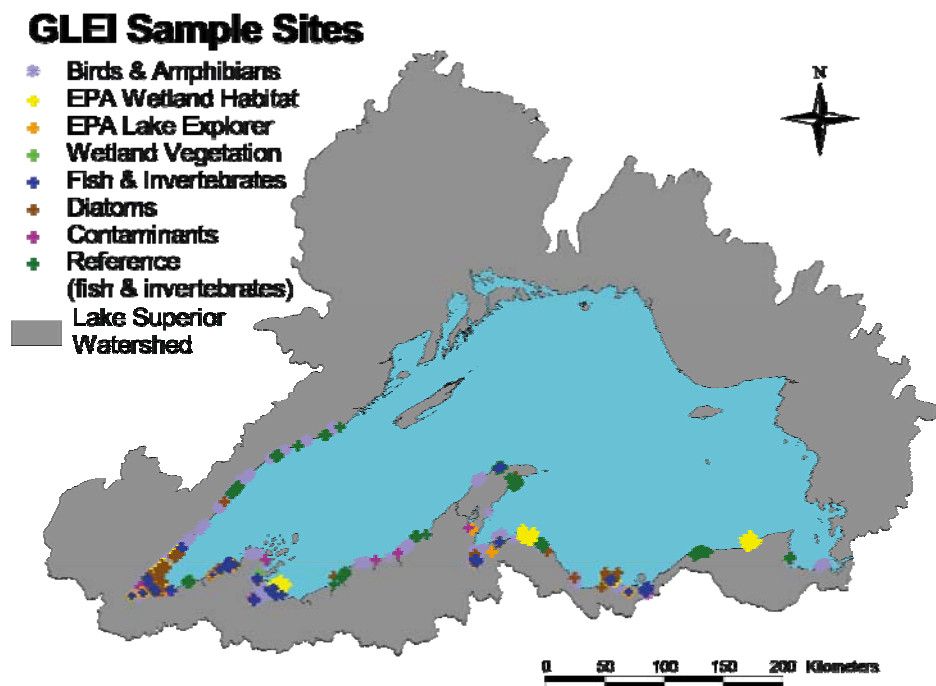 GLEI Sample Sites
Birds & Amphibians
EPA Wetland Habitat
EPA Lake Explorer
Wetland Vegetation
Fish & Invertebrates
Diatoms
Contaminants
Reference
(fish & invertebrates)
Lake Superior
Watershed
N
0 50 100 150 200 Kilometers